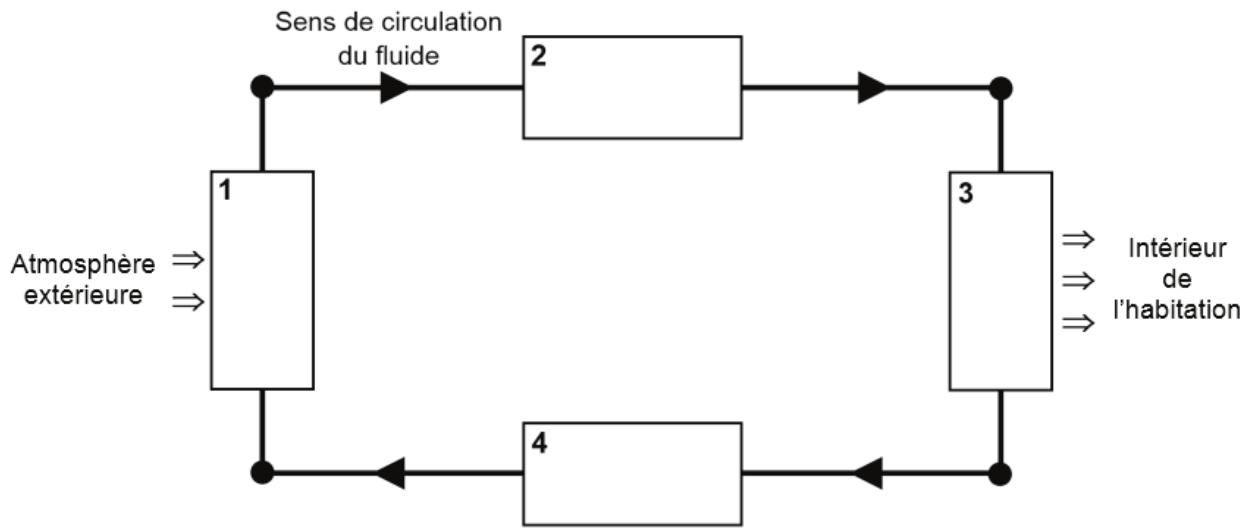 Sens de circulation
du fluide
2
1
3
Atmosphère
extérieure
Intérieur
de
l'habitation
4